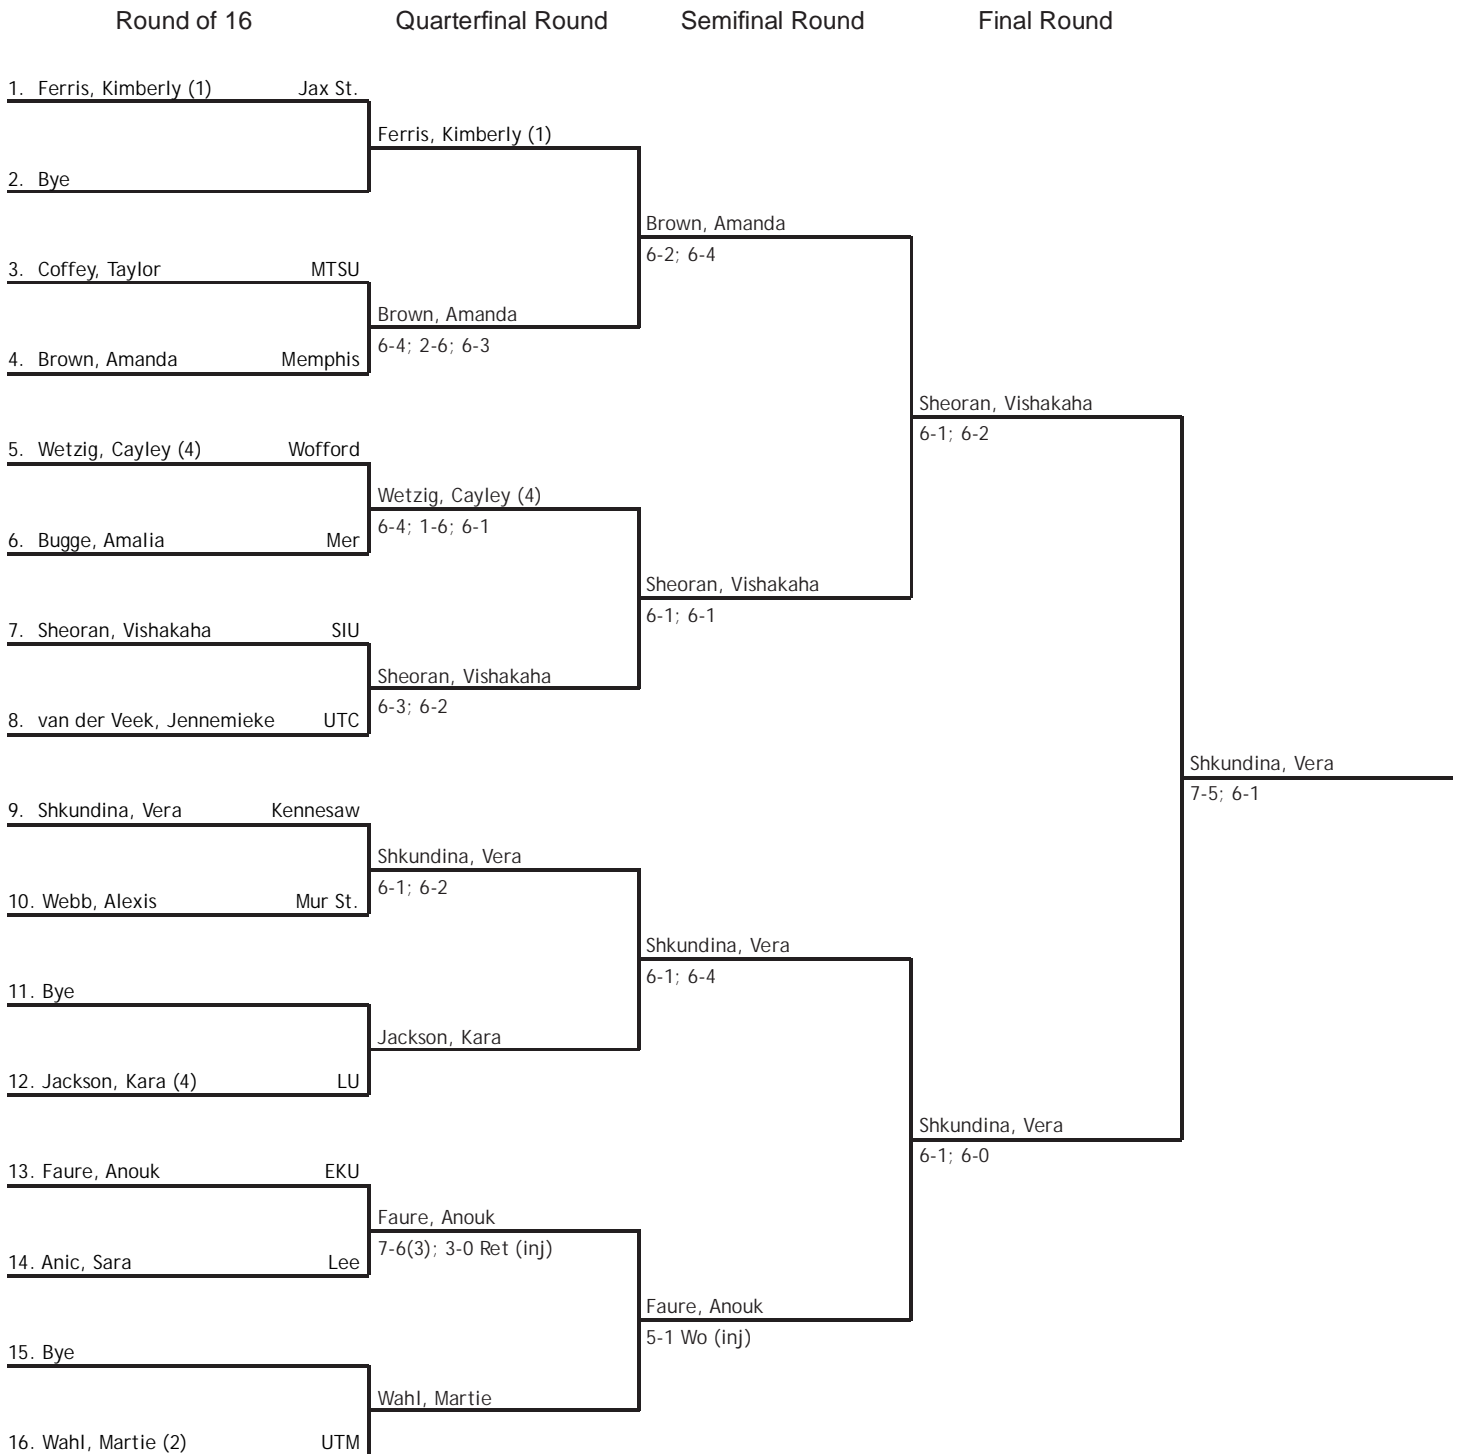 Round of 16 Quarterfinal Round Semifinal Round Final Round
1. Ferris, Kimberly (1) Jax St.
Ferris, Kimberly (1)
2. Bye
Brown, Amanda
6-2; 6-4
3. Coffey, Taylor MTSU
Brown, Amanda
6-4; 2-6; 6-3
4. Brown, Amanda Memphis
Sheoran, Vishakaha
6-1; 6-2
5. Wetzig, Cayley (4) Wofford
Wetzig, Cayley (4)
6-4; 1-6; 6-1
6. Bugge, Amalia Mer
Sheoran, Vishakaha
6-1; 6-1
7. Sheoran, Vishakaha SIU
Sheoran, Vishakaha
6-3; 6-2
8. van der Veek, Jennemieke UTC
Shkundina, Vera
7-5; 6-1
9. Shkundina, Vera Kennesaw
Shkundina, Vera
6-1; 6-2
10. Webb, Alexis Mur St.
Shkundina, Vera
6-1; 6-4
11. Bye
Jackson, Kara
12. Jackson, Kara (4) LU
Shkundina, Vera
6-1; 6-0
13. Faure, Anouk EKU
Faure, Anouk
7-6(3); 3-0 Ret (inj)
14. Anic, Sara Lee
Faure, Anouk
5-1 Wo (inj)
15. Bye
Wahl, Martie
16. Wahl, Martie (2) UTM